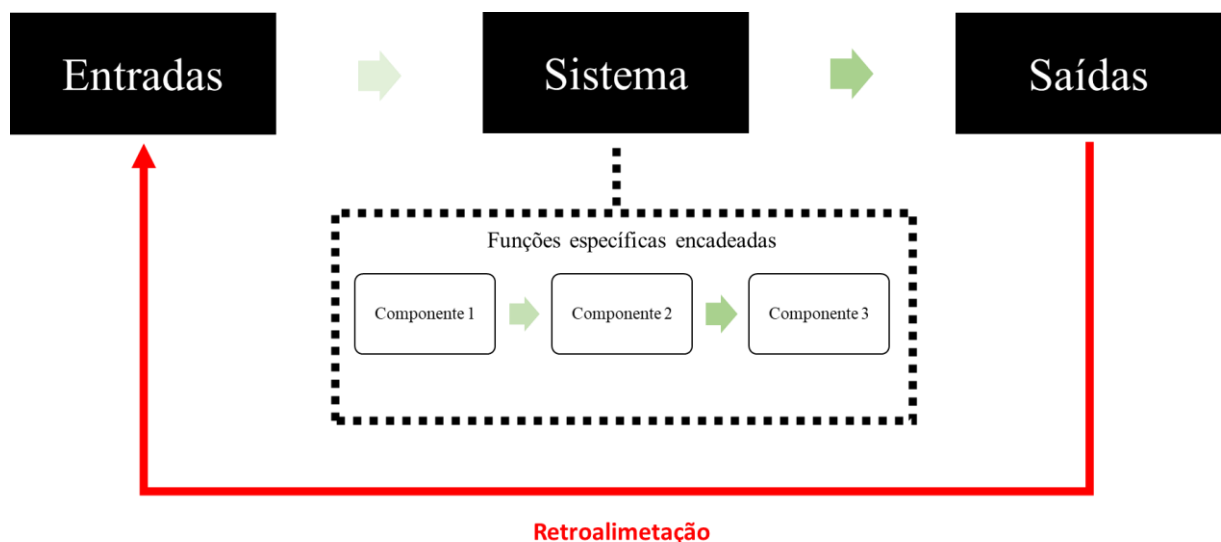 Entradas
Sistema
Saídas
Funções específicas encadeadas
Componente 1
Componente 2
Componente 3
Retroalimetação